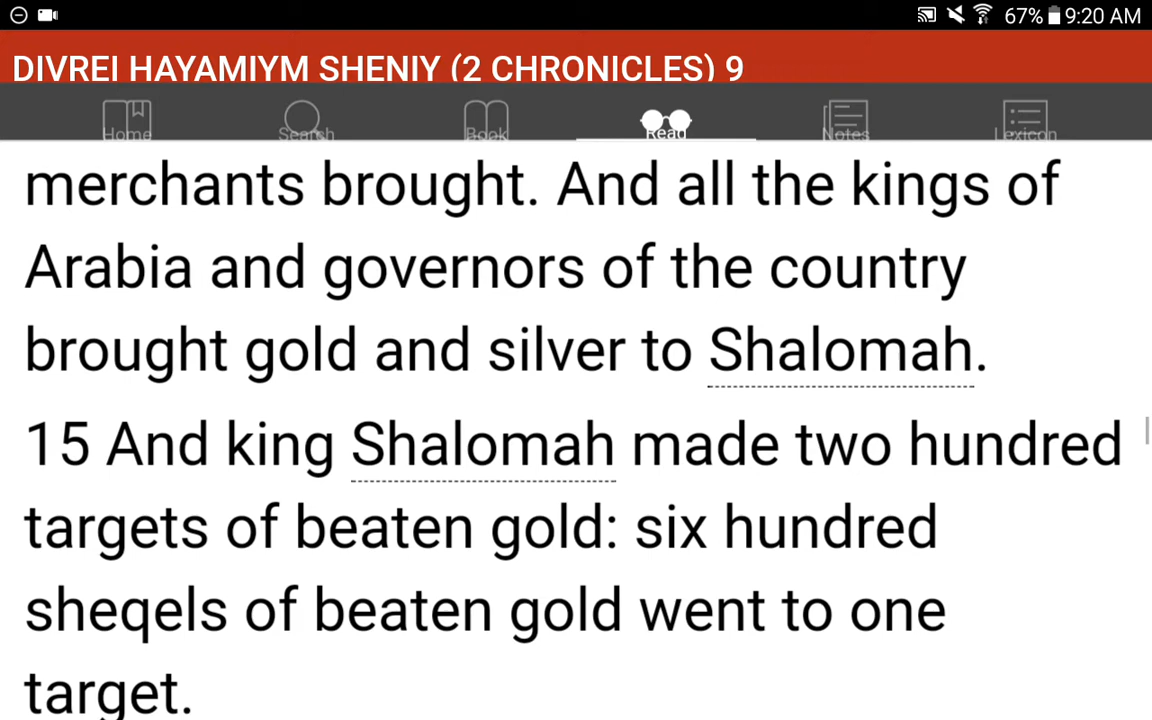 67% 9:20 AM
DIVREI HAYAMIYM SHENIY (2 CHRONICLES) 9
Home Search Book Read Notes Lexicon
merchants brought. And all the kings of
Arabia and governors of the country
brought gold and silver to Shalomah.
15 And king Shalomah made two hundred
targets of beaten gold: six hundred
sheqels of beaten gold went to one
target.